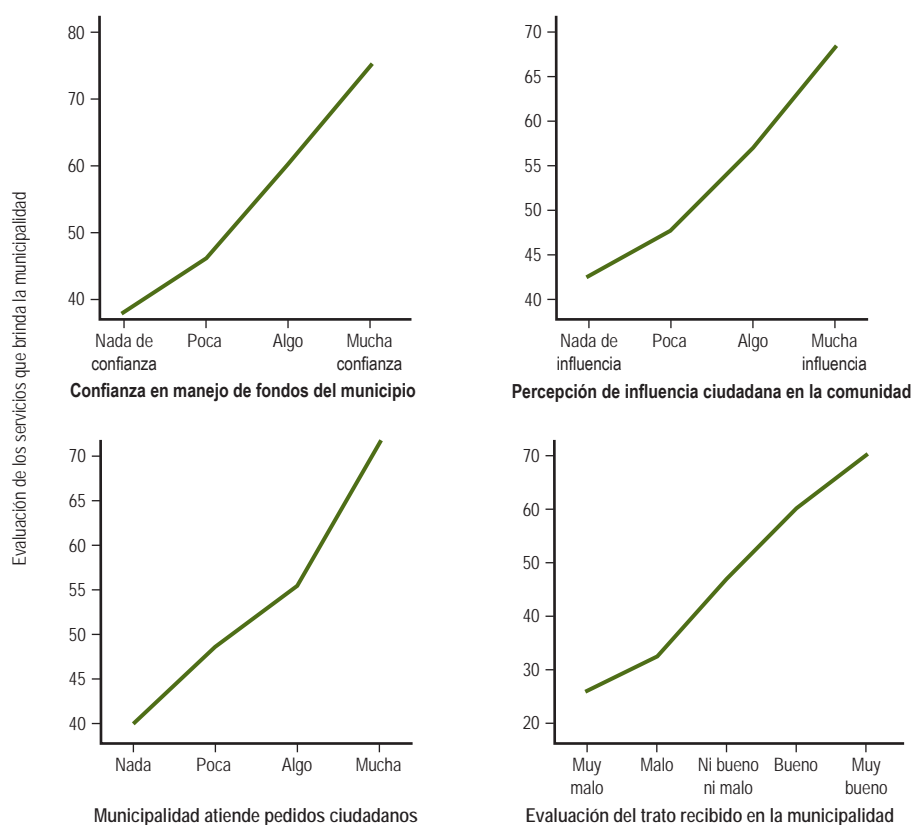 Evaluación de los servicios que brinda la municipalidad
80
70
60
50
40
Nada de confianza
Poca
Algo
Mucha confianza
Confianza en manejo de fondos del municipio
70
65
60
55
50
45
40
Nada de influencia
Poca
Algo
Mucha influencia
Percepción de influencia ciudadana en la comunidad
70
65
60
55
50
45
40
Nada
Poca
Algo
Mucha
Municipalidad atiende pedidos ciudadanos
70
60
50
40
30
20
Muy malo
Malo
Ni bueno ni malo
Bueno
Muy bueno
Evaluación del trato recibido en la municipalidad